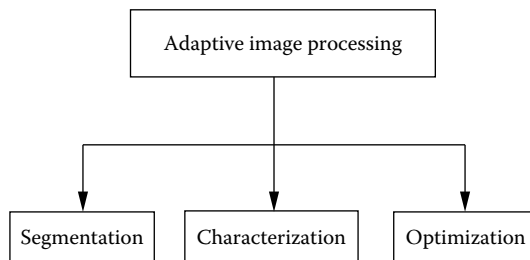 Adaptive image processing
Segmentation
Characterization
Optimization